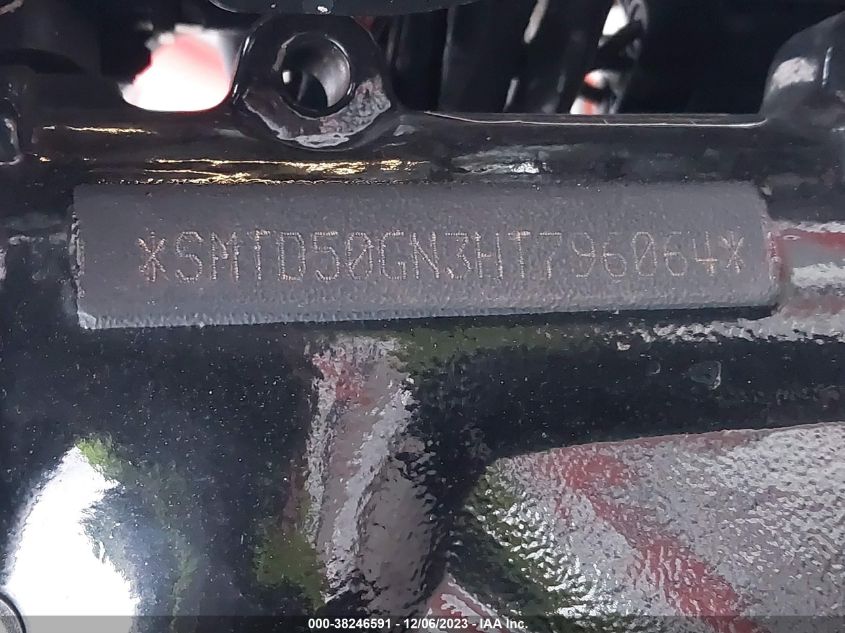 *SMTD50GN3HT796064*
000-38246591 - 12/06/2023 - IAA Inc.